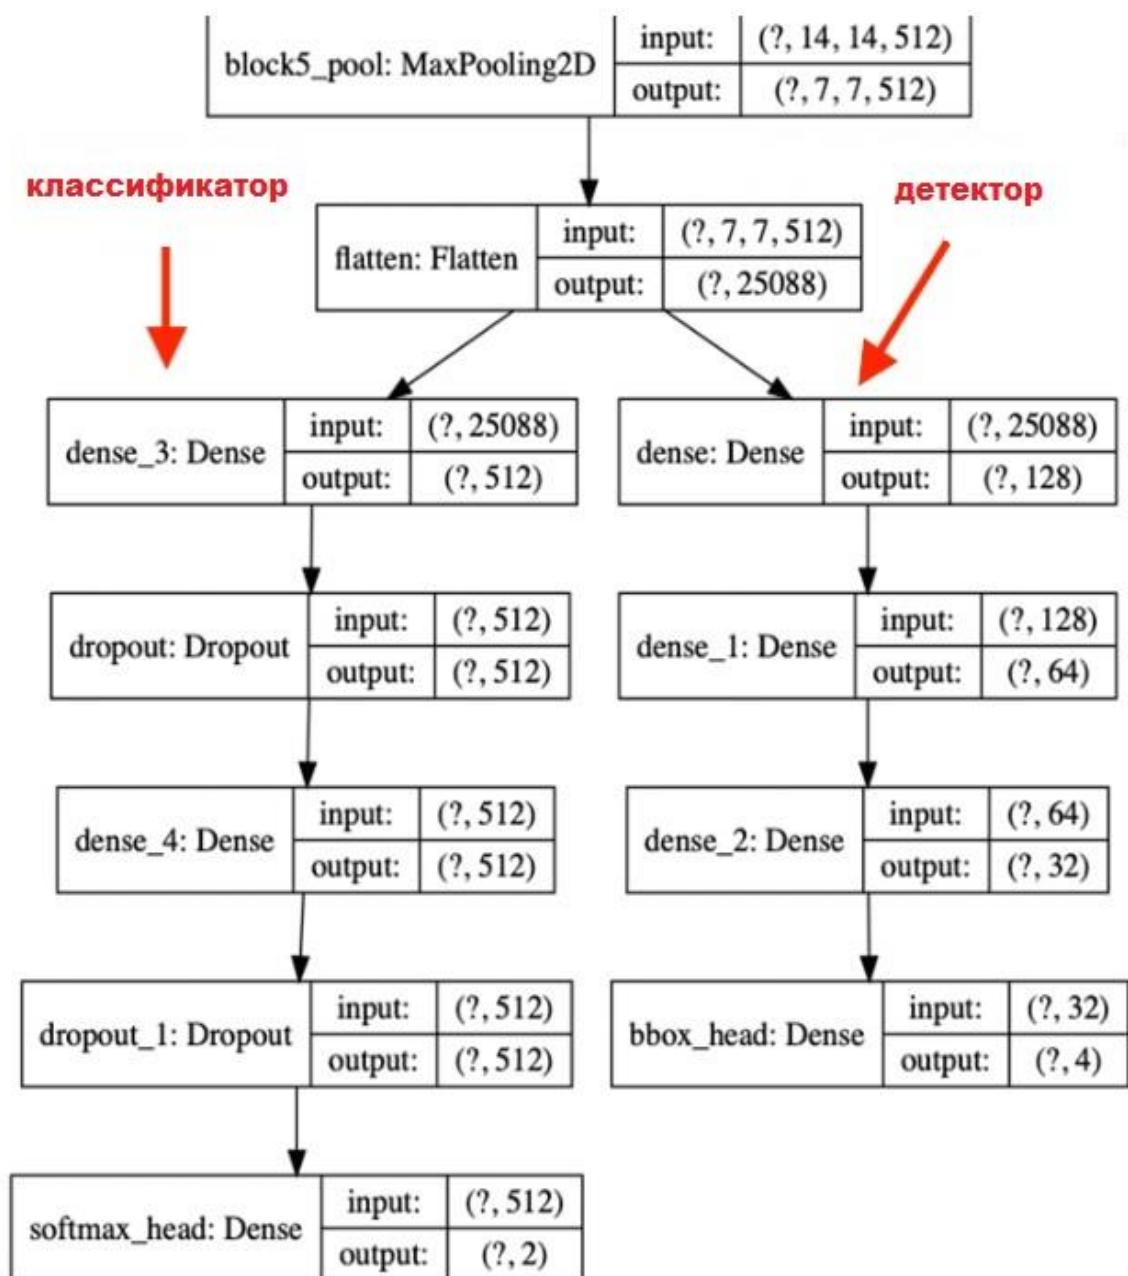 block5_pool: MaxPooling2D
input: (?, 14, 14, 512)
output: (?, 7, 7, 512)
классификатор
детектор
flatten: Flatten
input: (?, 7, 7, 512)
output: (?, 25088)
dense_3: Dense
input: (?, 25088)
output: (?, 512)
dense: Dense
input: (?, 25088)
output: (?, 128)
dropout: Dropout
input: (?, 512)
output: (?, 512)
dense_1: Dense
input: (?, 128)
output: (?, 64)
dense_4: Dense
input: (?, 512)
output: (?, 512)
dense_2: Dense
input: (?, 64)
output: (?, 32)
dropout_1: Dropout
input: (?, 512)
output: (?, 512)
bbox_head: Dense
input: (?, 32)
output: (?, 4)
softmax_head: Dense
input: (?, 512)
output: (?, 2)